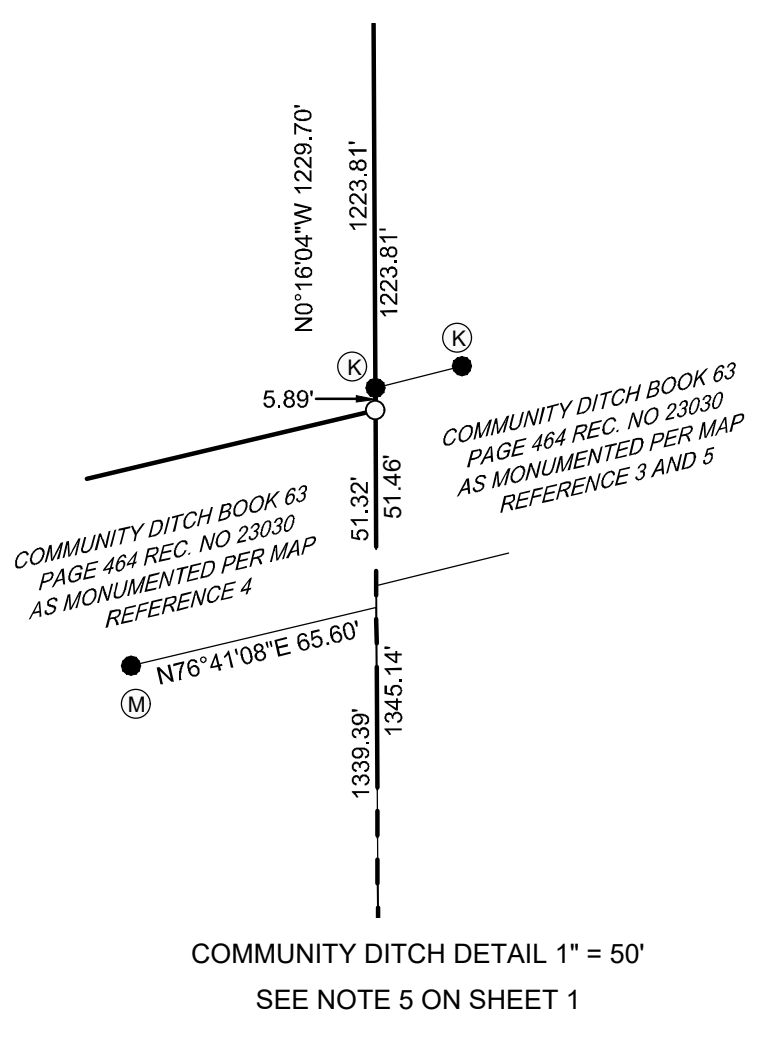 N0°16'04"W 1229.70'
1223.81'
1223.81'
K
K
5.89'
COMMUNITY DITCH BOOK 63
PAGE 464 REC. NO 23030
AS MONUMENTED PER MAP
REFERENCE 3 AND 5
51.32'
51.46'
COMMUNITY DITCH BOOK 63
PAGE 464 REC. NO 23030
AS MONUMENTED PER MAP
REFERENCE 4
N76°41'08"E 65.60'
M
1345.14'
1339.39'
COMMUNITY DITCH DETAIL 1" = 50'
SEE NOTE 5 ON SHEET 1